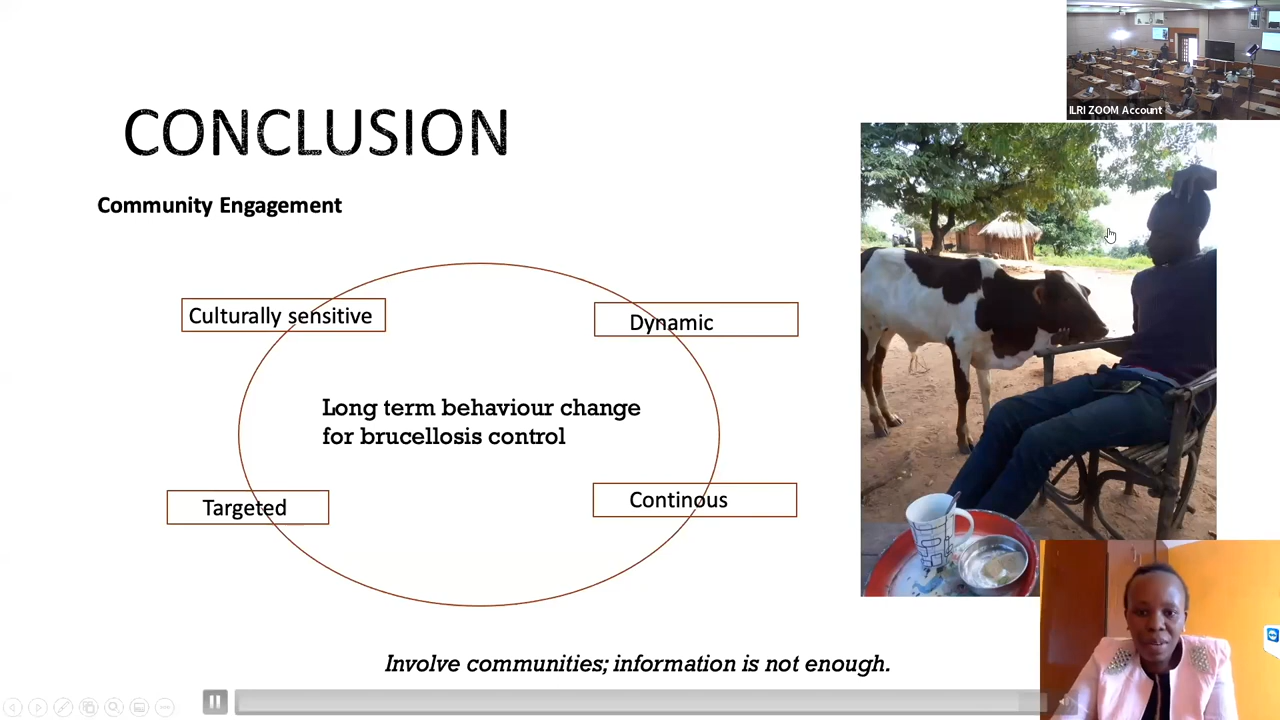 ILRI ZOOM Account
CONCLUSION
Community Engagement
Culturally sensitive
Dynamic
Long term behaviour change
for brucellosis control
Targeted
Continous
Involve communities; information is not enough.